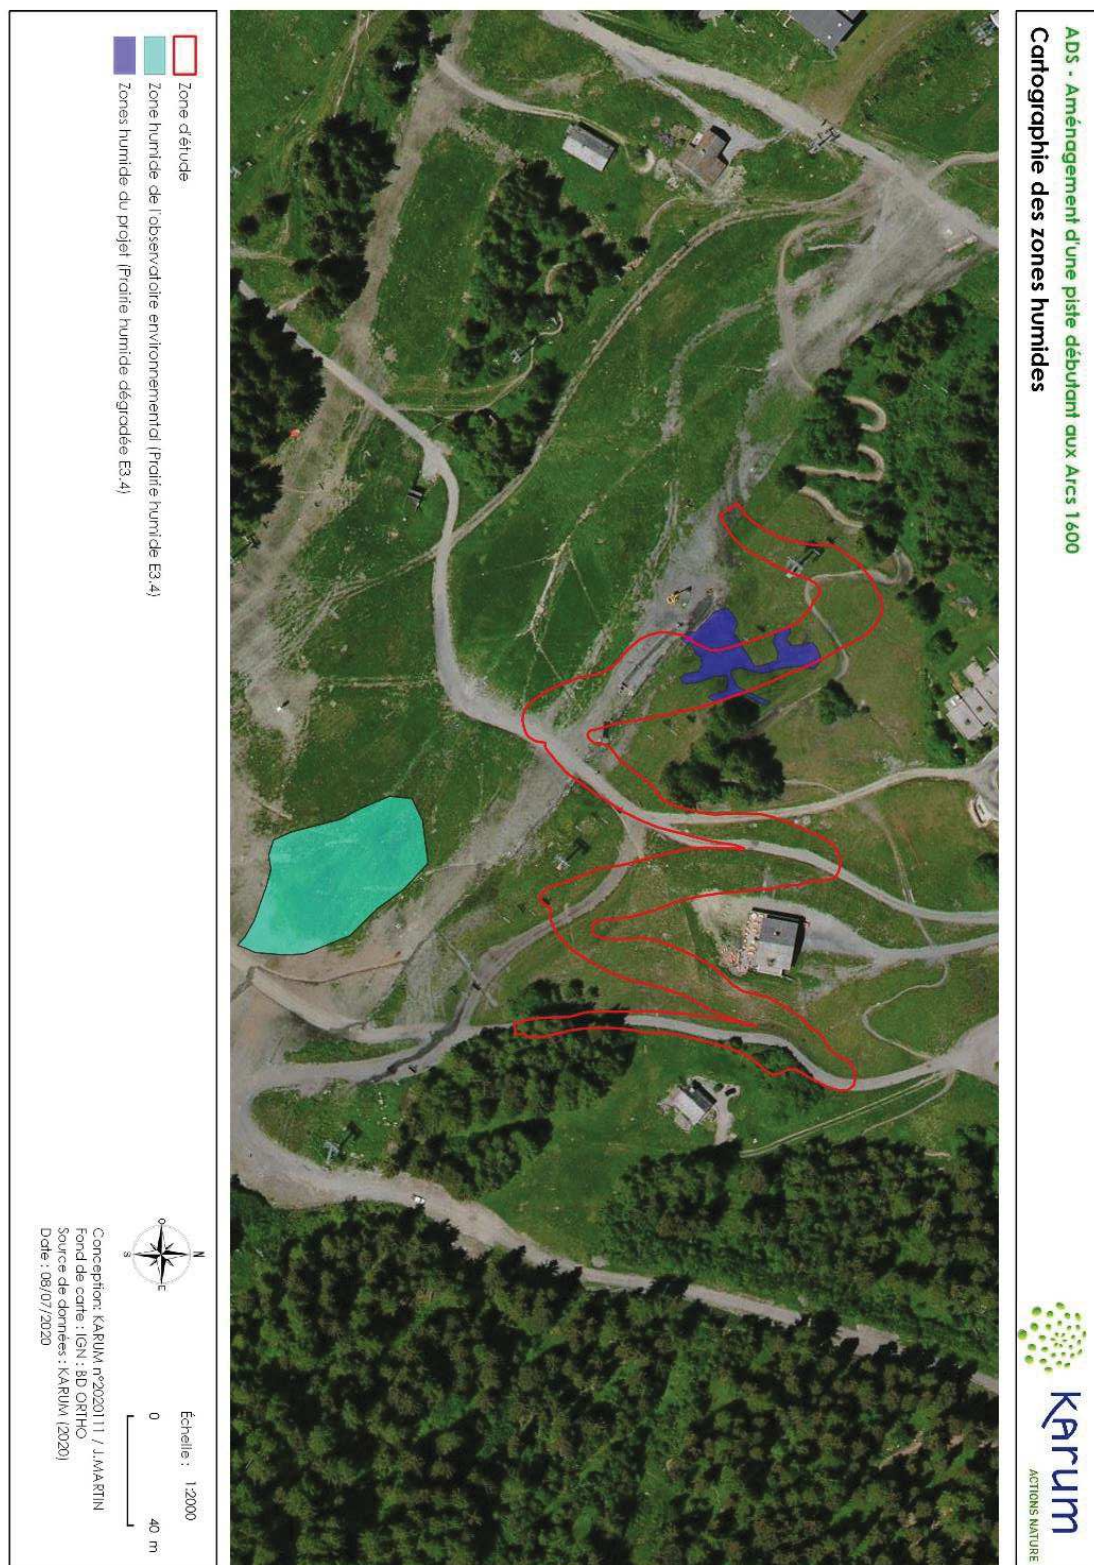 ADS - Aménagement d'une piste débutant aux Arcs 1600
Cartographie des zones humides
Karum
ACTIONS NATURE
Zone d'étude
Zone humide de l'observatoire environnemental (Prairie humide E3.4)
Zones humide du projet (Prairie humide dégradée E3.4)
N
O
E
S
Échelle : 1:2000
0 40 m
Conception: KARUM n°2020111 / J.MARTIN
Fond de carte : IGN : BD ORTHO
Source de données : KARUM (2020)
Date : 08/07/2020